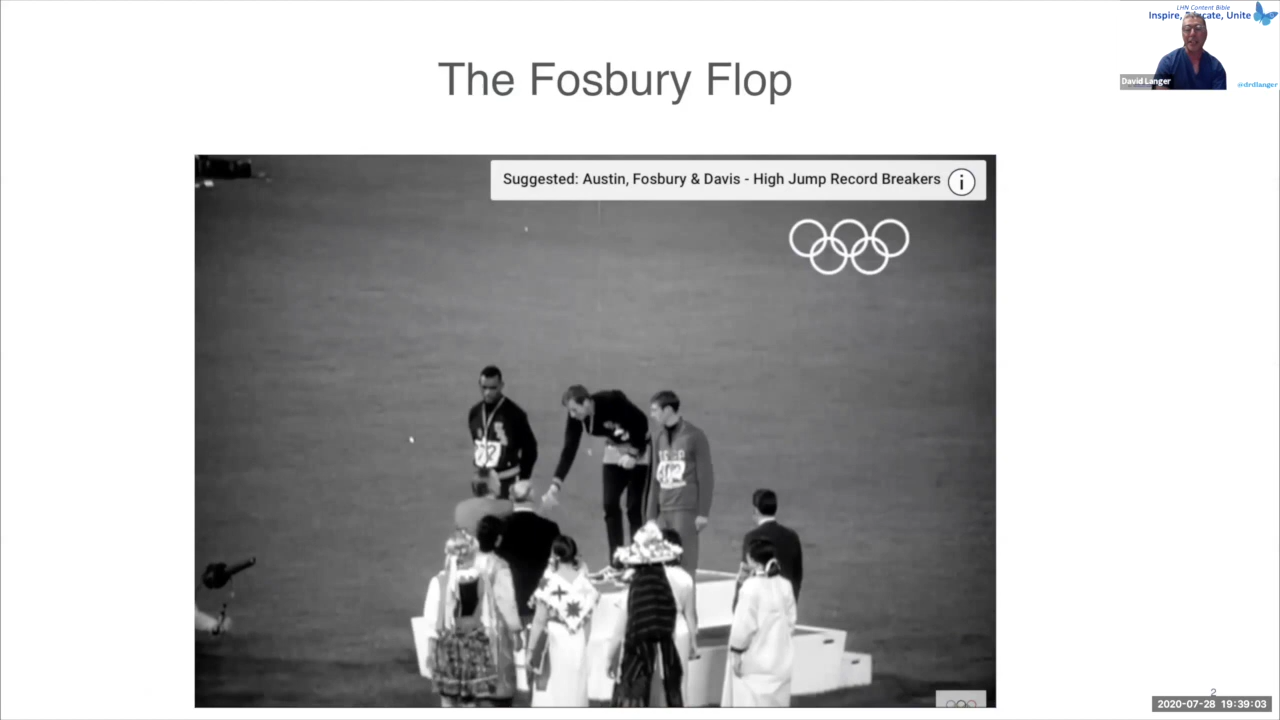 LHN Content Bible
Inspire, Educate, Unite
David Langer
@drdlanger
The Fosbury Flop
Suggested: Austin, Fosbury & Davis - High Jump Record Breakers
2
2020-07-28 19:39:03